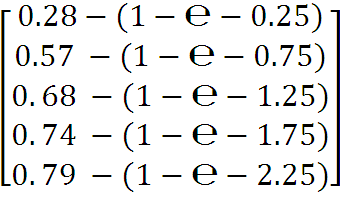 0.28 − (1 − ℮ − 0.25)
0.57 − (1 − ℮ − 0.75)
0. 68 − (1 − ℮ − 1.25)
0. 74 − (1 − ℮ − 1.75)
0. 79 − (1 − ℮ − 2.25)